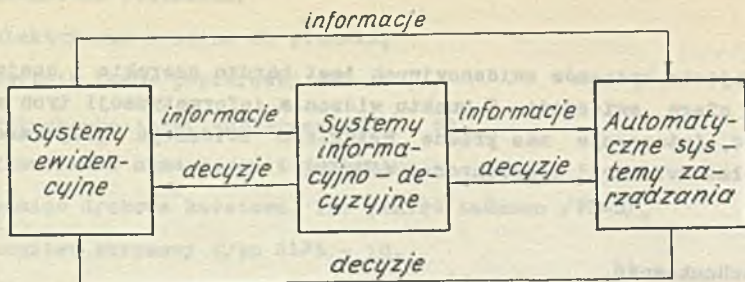 informacje
Systemy
ewiden-
cyjne
informacje
decyzje
Systemy
informa-
cyjno-de-
cyzyjne
informacje
decyzje
Automaty-
czne sys-
temy za-
rządzania
decyzje